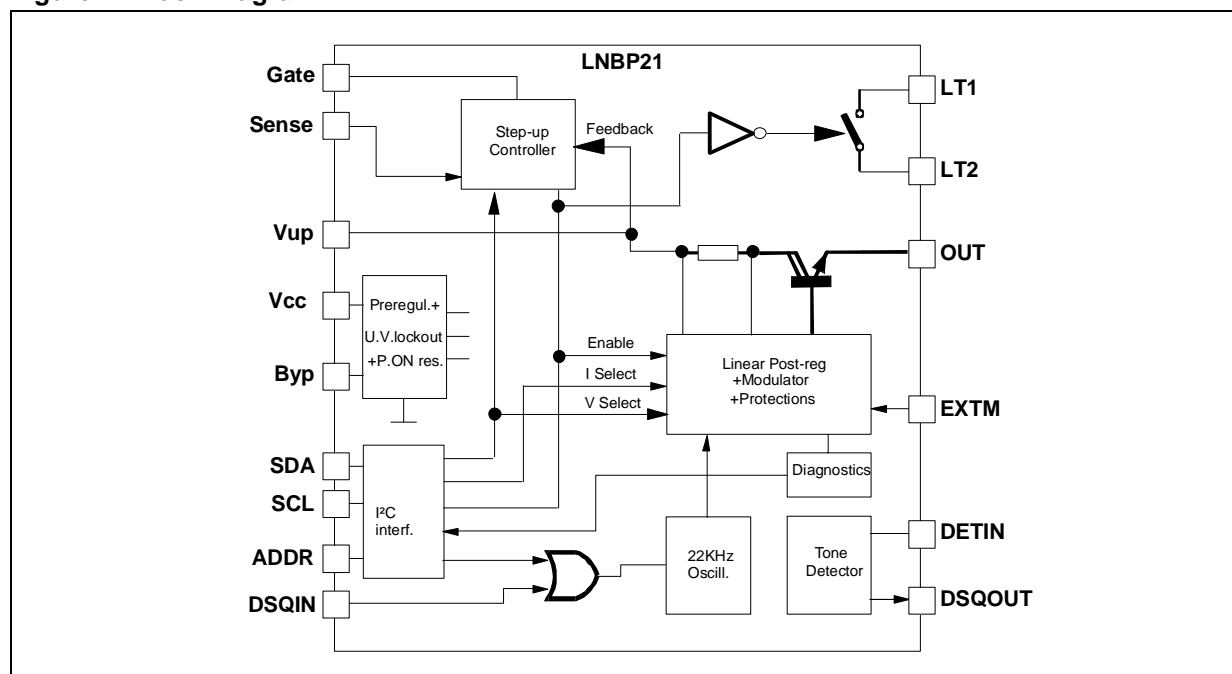 LNBP21
Gate
Sense
Vup
Vcc
Byp
SDA
SCL
ADDR
DSQIN
Step-up
Controller
Feedback
Preregul.+
U.V.lockout
+P.ON res.
Enable
I Select
V Select
Linear Post-reg
+Modulator
+Protections
Diagnostics
I²C
interf.
22KHz
Oscill.
Tone
Detector
LT1
LT2
OUT
EXTM
DETIN
DSQOUT